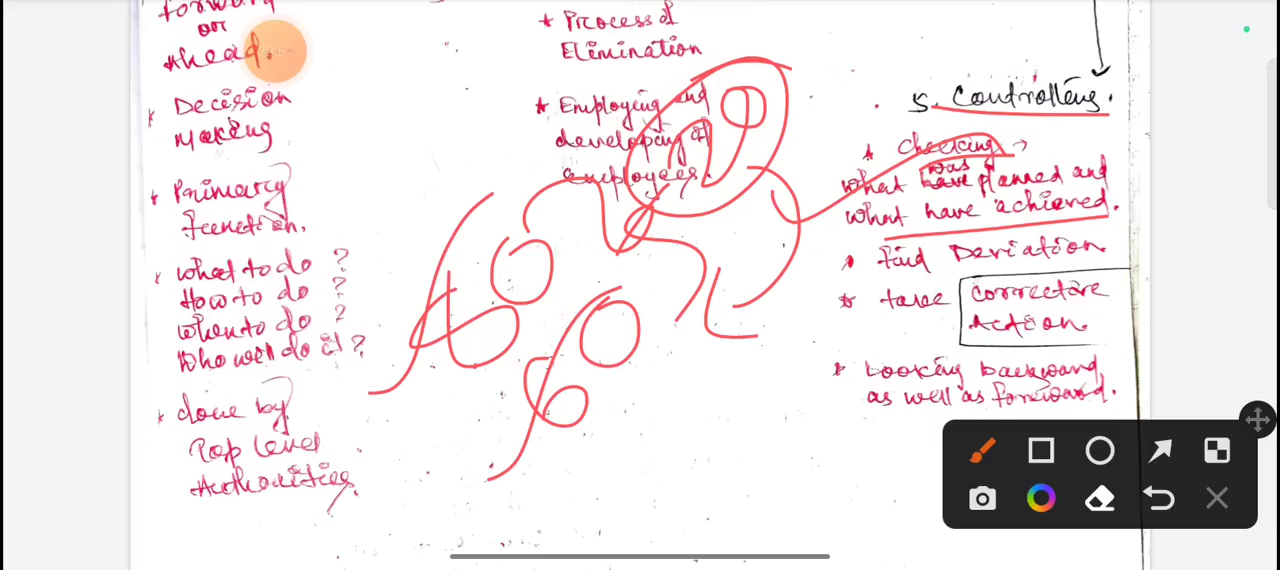 forward
or
Ahead.
* Decision
Making
* Primary
function.
* What to do ?
How to do ?
When to do ?
Who will do it ?
* done by
Top level
Authorities.
* Process of
Elimination
* Employing and
developing of
employees.
5. Controlling.
* Checking →
was
what have planned and
what have achieved.
* find Deviation
* take Corrective
Action
* Looking backward
as well as forward.